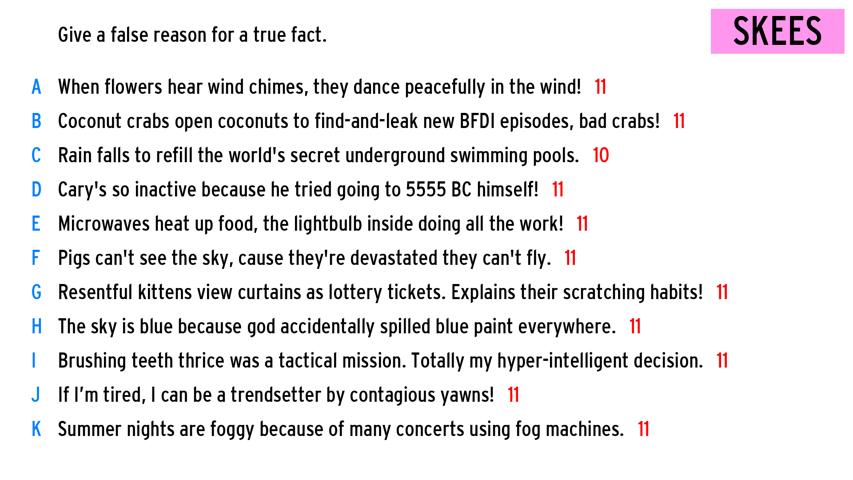 Give a false reason for a true fact.
SKEES
A When flowers hear wind chimes, they dance peacefully in the wind! 11
B Coconut crabs open coconuts to find-and-leak new BFDI episodes, bad crabs! 11
C Rain falls to refill the world's secret underground swimming pools. 10
D Cary's so inactive because he tried going to 5555 BC himself! 11
E Microwaves heat up food, the lightbulb inside doing all the work! 11
F Pigs can't see the sky, cause they're devastated they can't fly. 11
G Resentful kittens view curtains as lottery tickets. Explains their scratching habits! 11
H The sky is blue because god accidentally spilled blue paint everywhere. 11
I Brushing teeth thrice was a tactical mission. Totally my hyper-intelligent decision. 11
J If I’m tired, I can be a trendsetter by contagious yawns! 11
K Summer nights are foggy because of many concerts using fog machines. 11